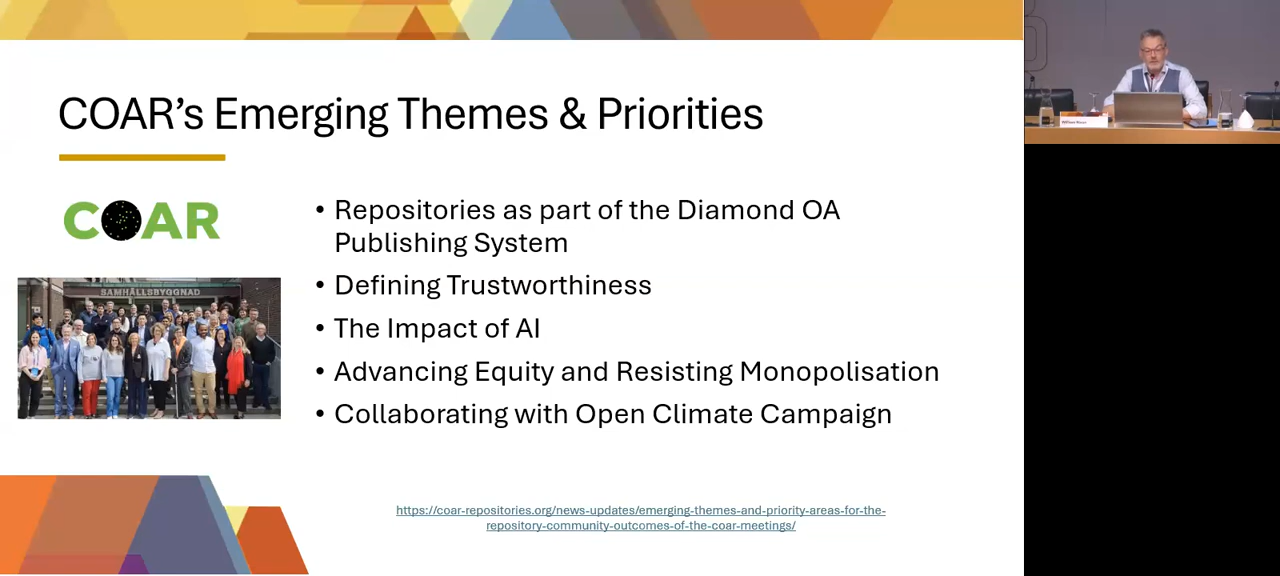 COAR's Emerging Themes & Priorities
COAR
SAMHÄLLSBYGGNAD
• Repositories as part of the Diamond OA
Publishing System
• Defining Trustworthiness
• The Impact of AI
• Advancing Equity and Resisting Monopolisation
• Collaborating with Open Climate Campaign
https://coar-repositories.org/news-updates/emerging-themes-and-priority-areas-for-the-
repository-community-outcomes-of-the-coar-meetings/